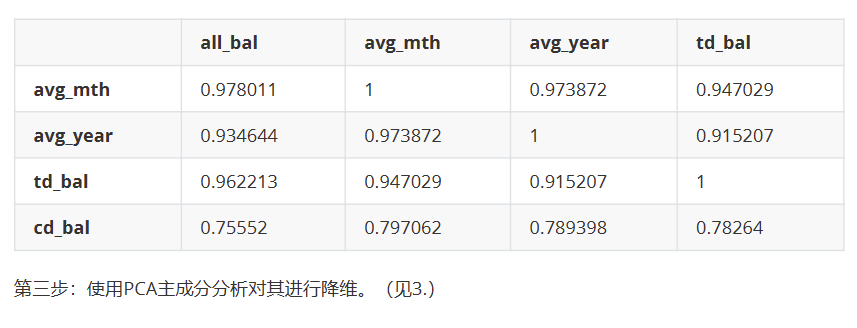 all_bal avg_mth avg_year td_bal
avg_mth 0.978011 1 0.973872 0.947029
avg_year 0.934644 0.973872 1 0.915207
td_bal 0.962213 0.947029 0.915207 1
cd_bal 0.75552 0.797062 0.789398 0.78264
第三步：使用PCA主成分分析对其进行降维。（见3.）